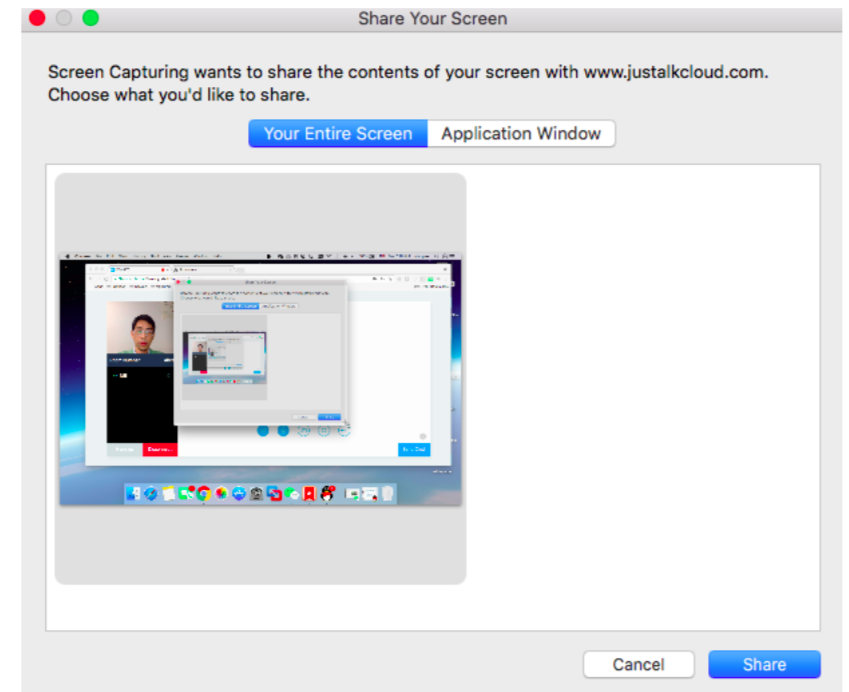 Share Your Screen
Screen Capturing wants to share the contents of your screen with www.justalkcloud.com.
Choose what you'd like to share.
Your Entire Screen
Application Window
Cancel
Share